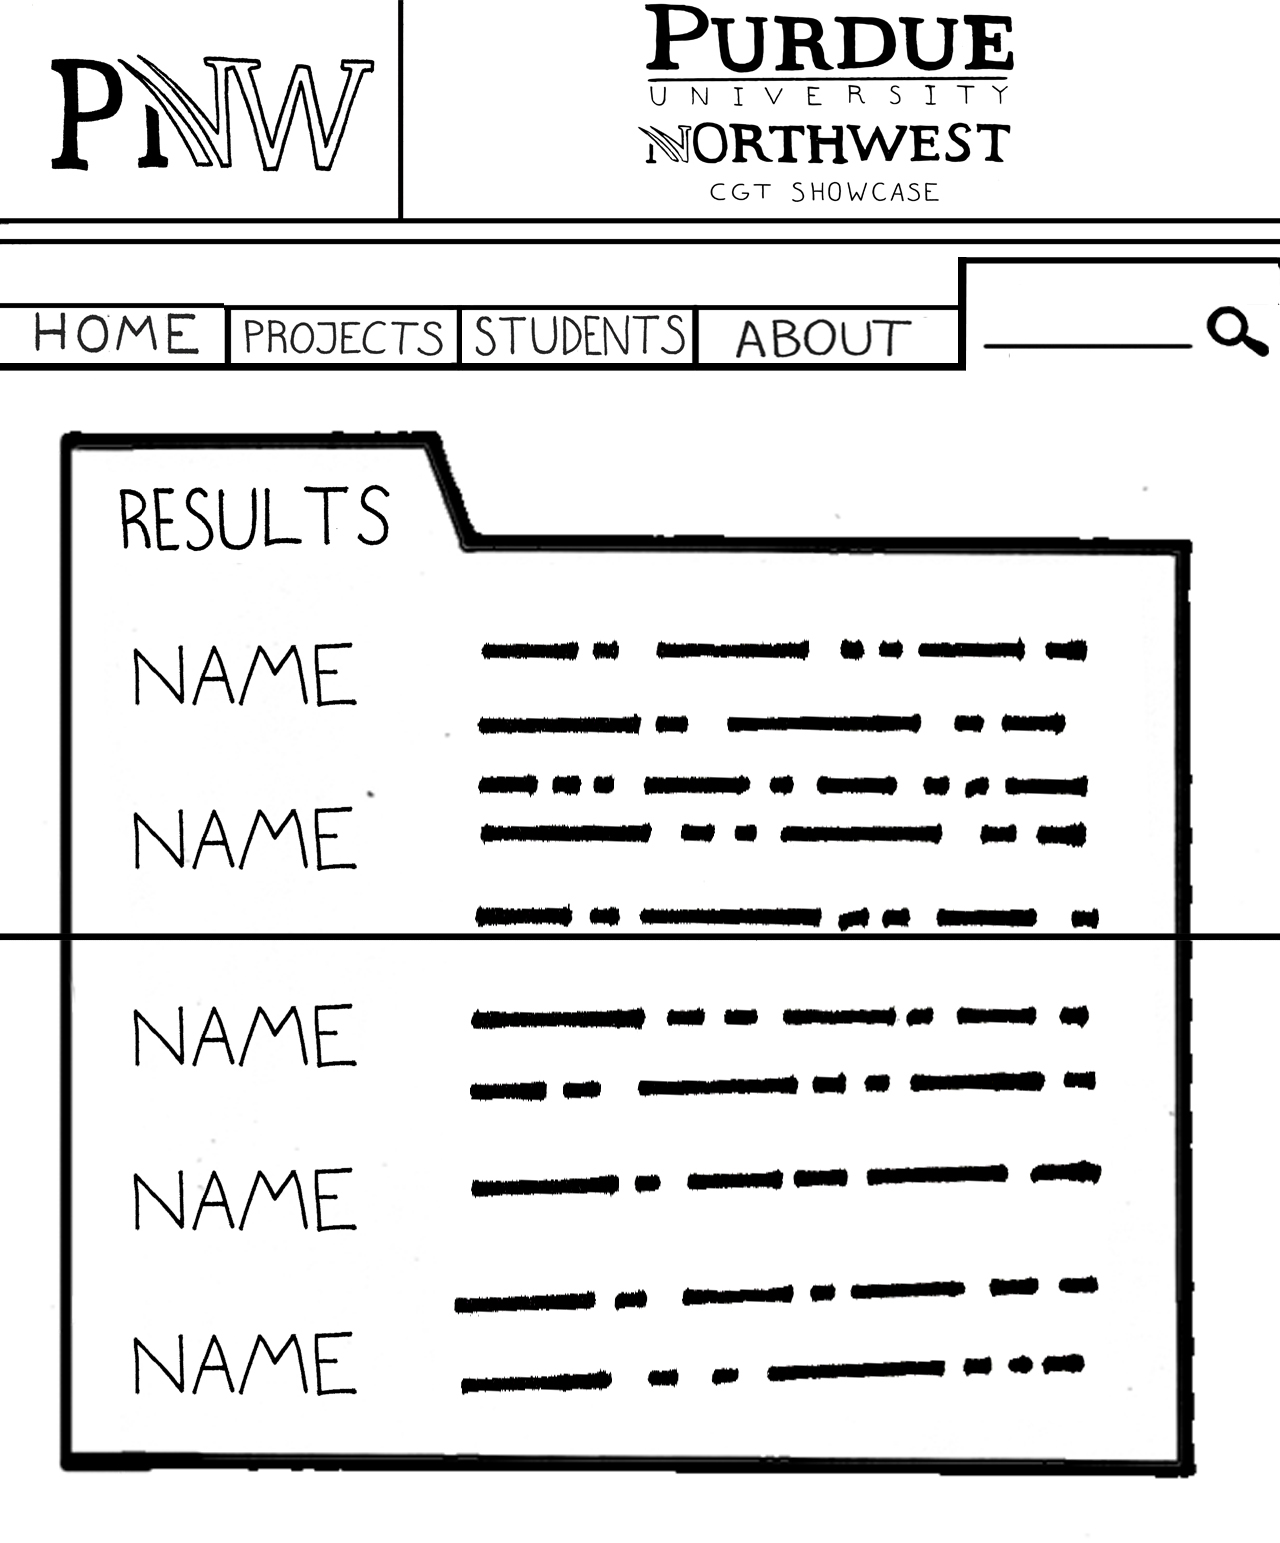 PNW
PURDUE
UNIVERSITY
NORTHWEST
CGT SHOWCASE
HOME PROJECTS STUDENTS ABOUT
RESULTS
NAME
NAME
NAME
NAME
NAME